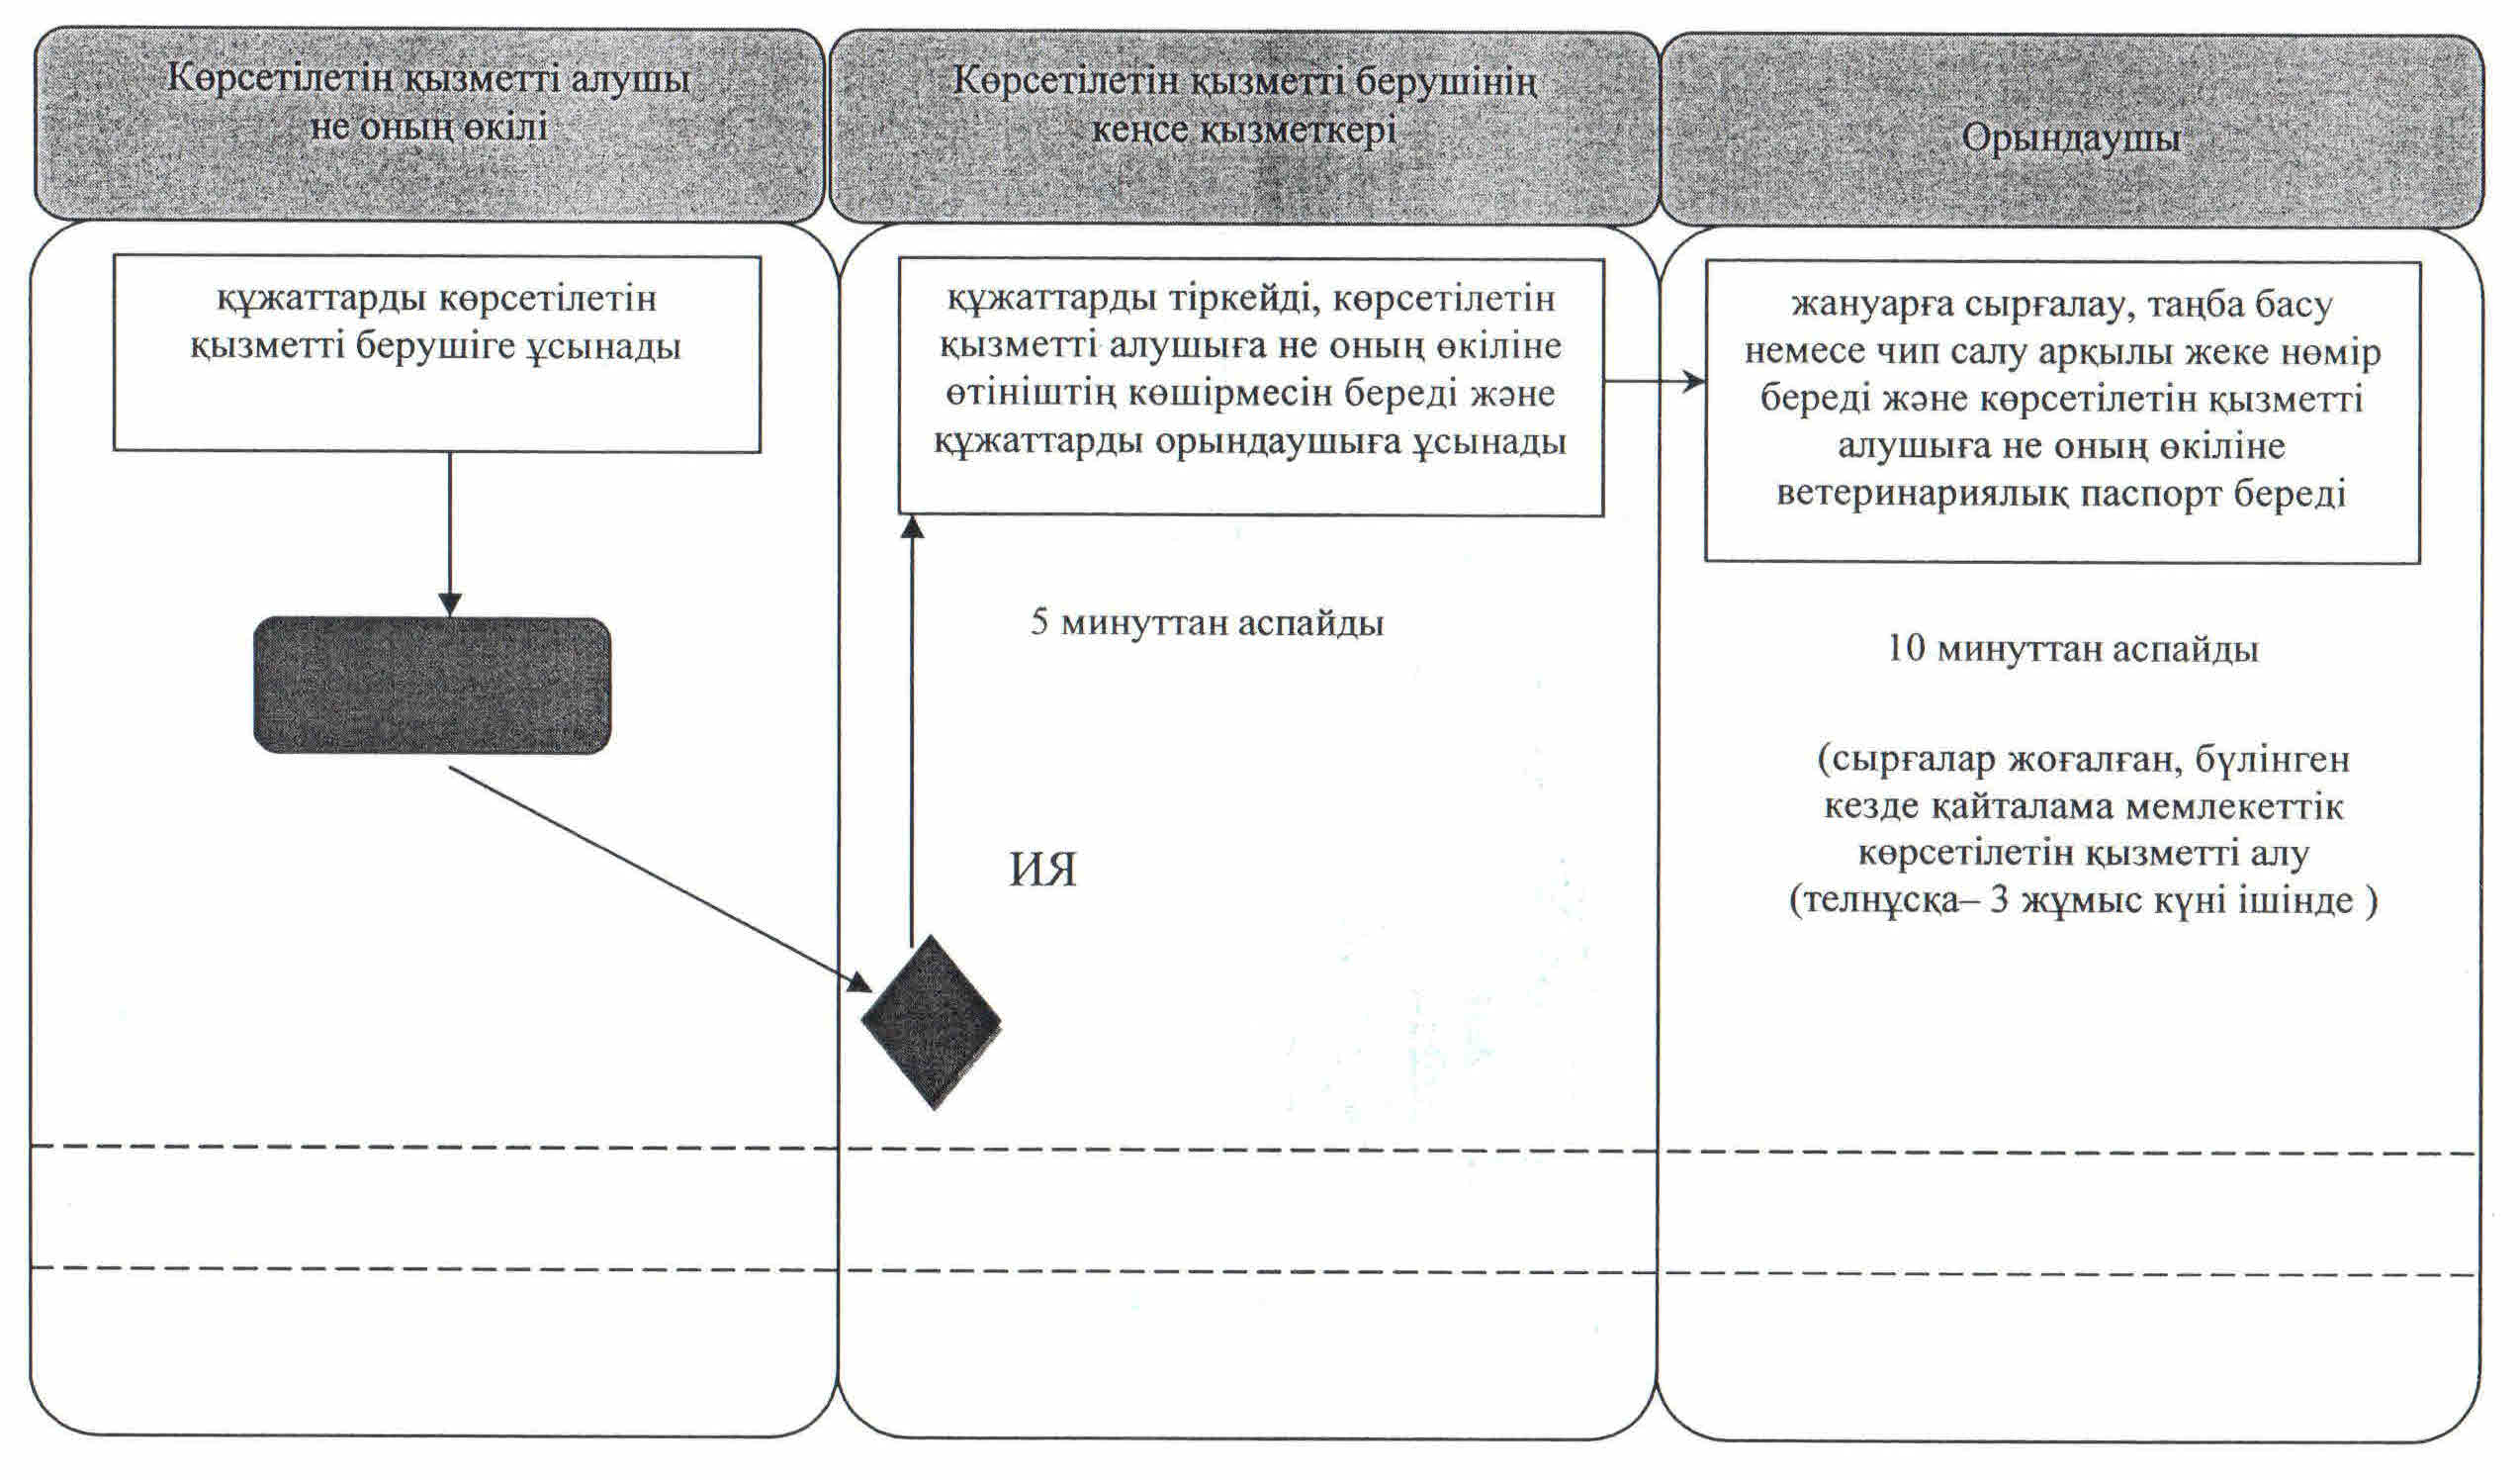 Көрсетілетін қызметті алушы
не оның өкілі
Көрсетілетін қызметті берушінің
кеңсе қызметкері
Орындаушы
құжаттарды көрсетілетін
қызметті берушіге ұсынады
құжаттарды тіркейді, көрсетілетін
қызметті алушыға не оның өкіліне
өтініштің көшірмесін береді және
құжаттарды орындаушыға ұсынады
жануарға сырғалау, таңба басу
немесе чип салу арқылы жеке нөмір
береді және көрсетілетін қызметті
алушыға не оның өкіліне
ветеринариялық паспорт береді
5 минуттан аспайды
10 минуттан аспайды
ИЯ
(сырғалар жоғалған, бүлінген
кезде қайталама мемлекеттік
көрсетілетін қызметті алу
(телнұсқа– 3 жұмыс күні ішінде )